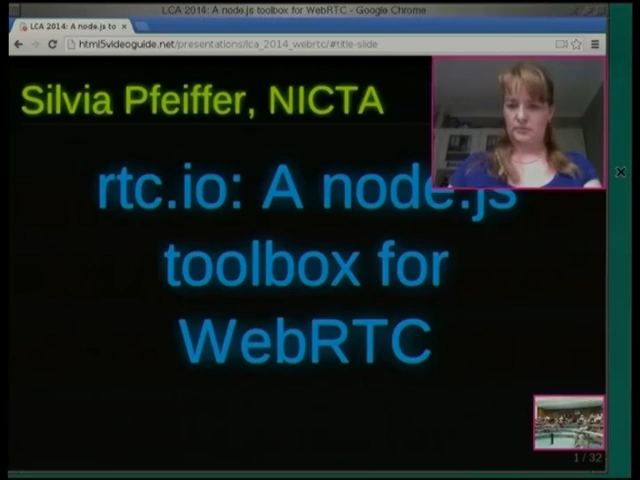 LCA 2014: A node.js toolbox for WebRTC - Google Chrome
LCA 2014: A node.js to
html5videoguide.net/presentations/lca_2014_webrtc/#title-slide
Silvia Pfeiffer, NICTA
rtc.io: A node.js
toolbox for
WebRTC
1 / 32